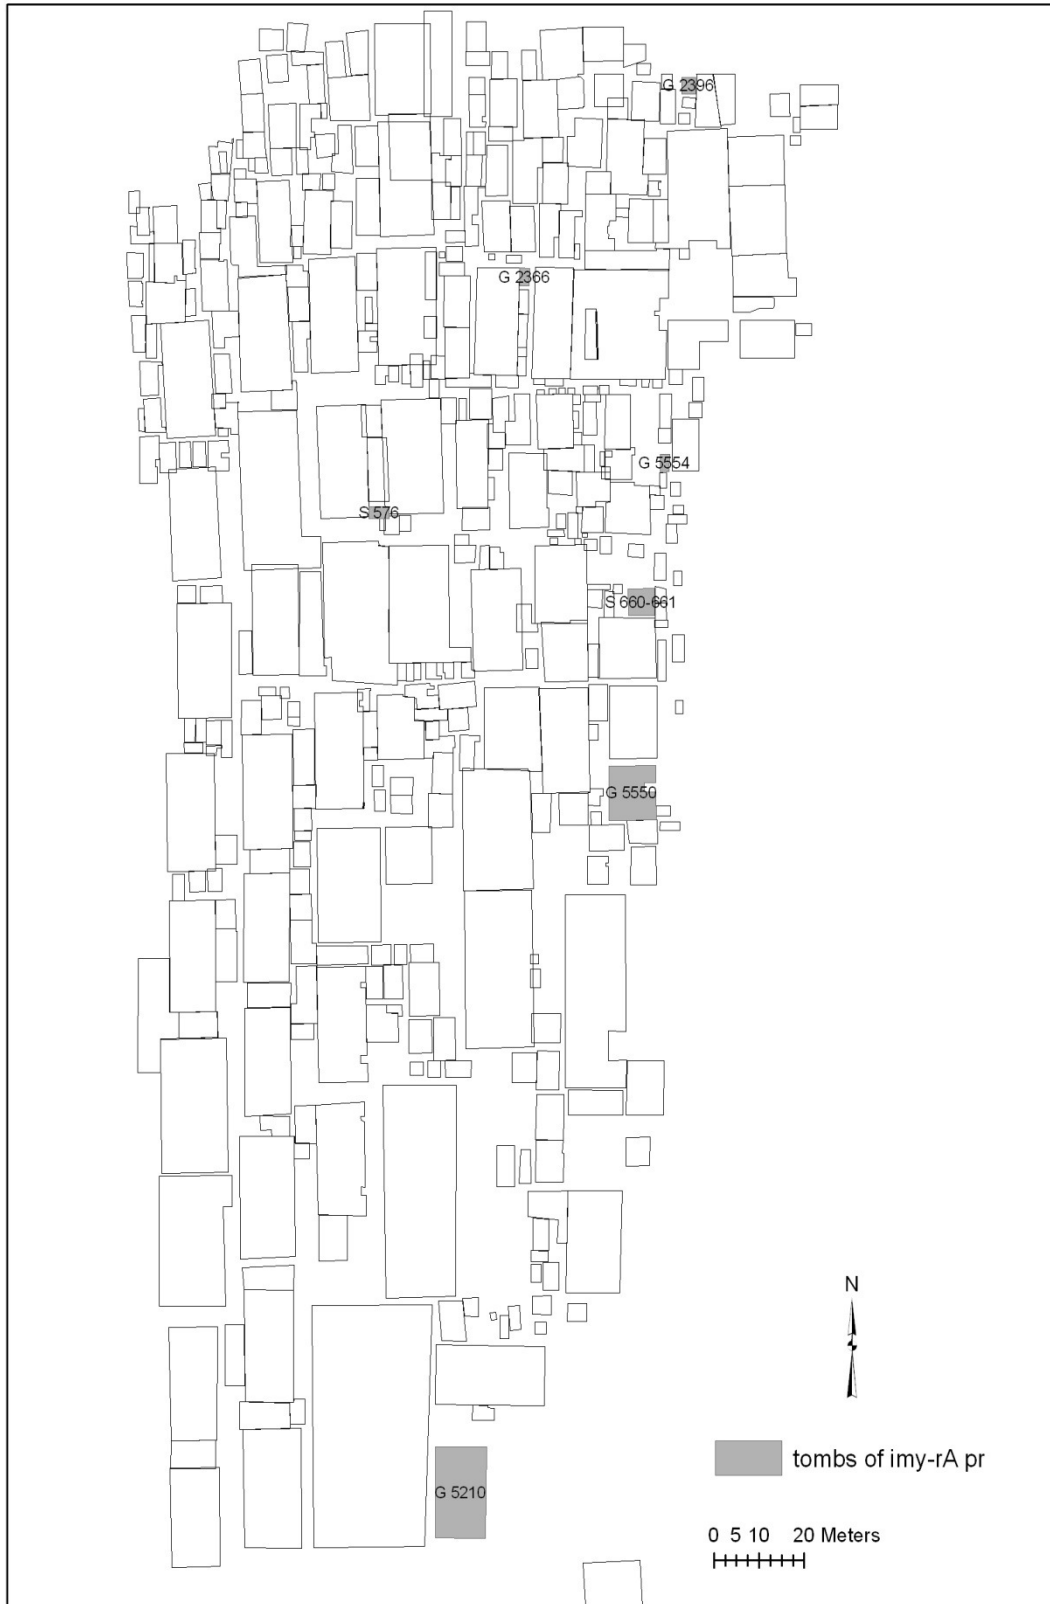 G 2396
G 2366
G 5554
S 576
S 660-661
G 5550
N
tombs of imy-rA pr
G 5210
0 5 10 20 Meters